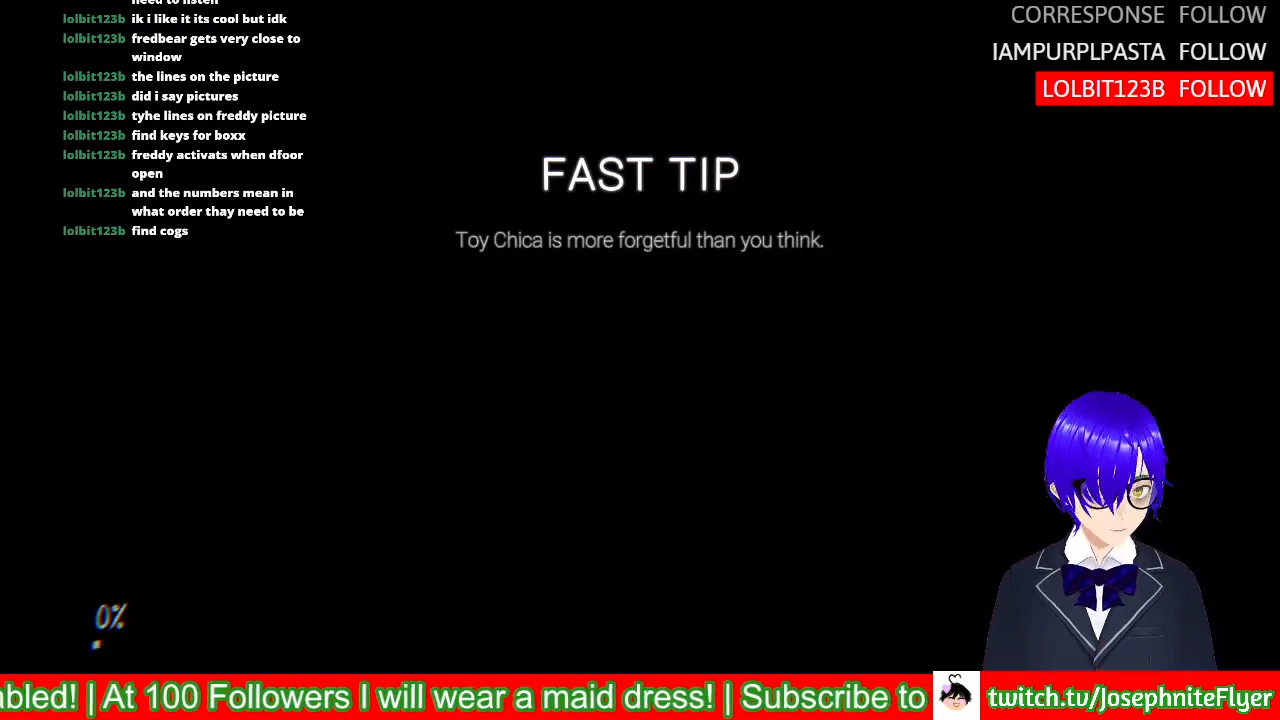 need to listen
lolbit123b ik i like it its cool but idk
lolbit123b fredbear gets very close to
window
lolbit123b the lines on the picture
lolbit123b did i say pictures
lolbit123b tyhe lines on freddy picture
lolbit123b find keys for boxx
lolbit123b freddy activats when dfoor
open
lolbit123b and the numbers mean in
what order thay need to be
lolbit123b find cogs
CORRESPONSE FOLLOW
IAMPURPLPASTA FOLLOW
LOLBIT123B FOLLOW
FAST TIP
Toy Chica is more forgetful than you think.
0%
abled! | At 100 Followers I will wear a maid dress! | Subscribe to
twitch.tv/JosephniteFlyer